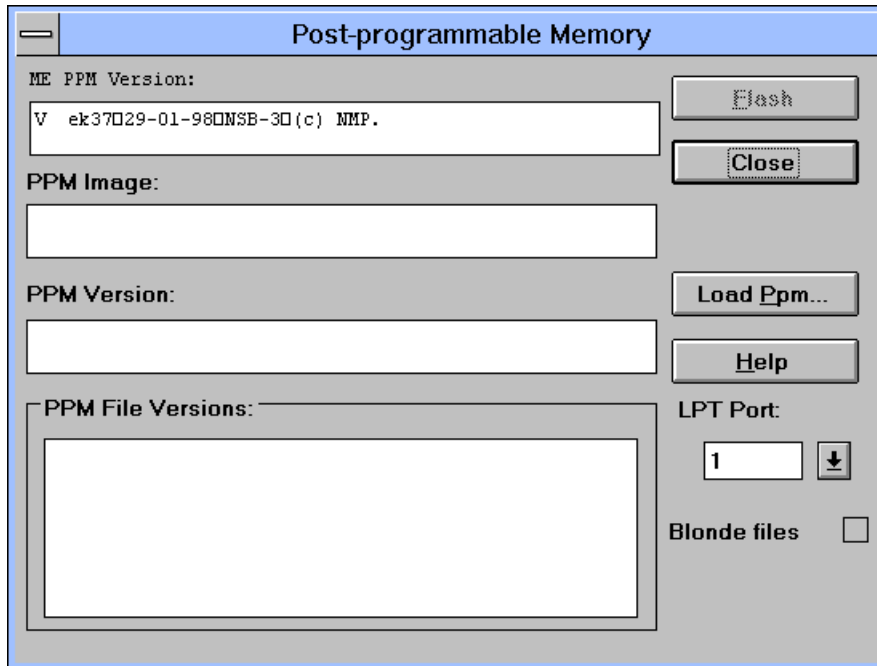 Post-programmable Memory
ME PPM Version:
V  ek37▯29-01-98▯NSB-3▯(c) NMP.
Flash
Close
PPM Image:
PPM Version:
Load Ppm...
Help
PPM File Versions:
LPT Port:
1
Blonde files